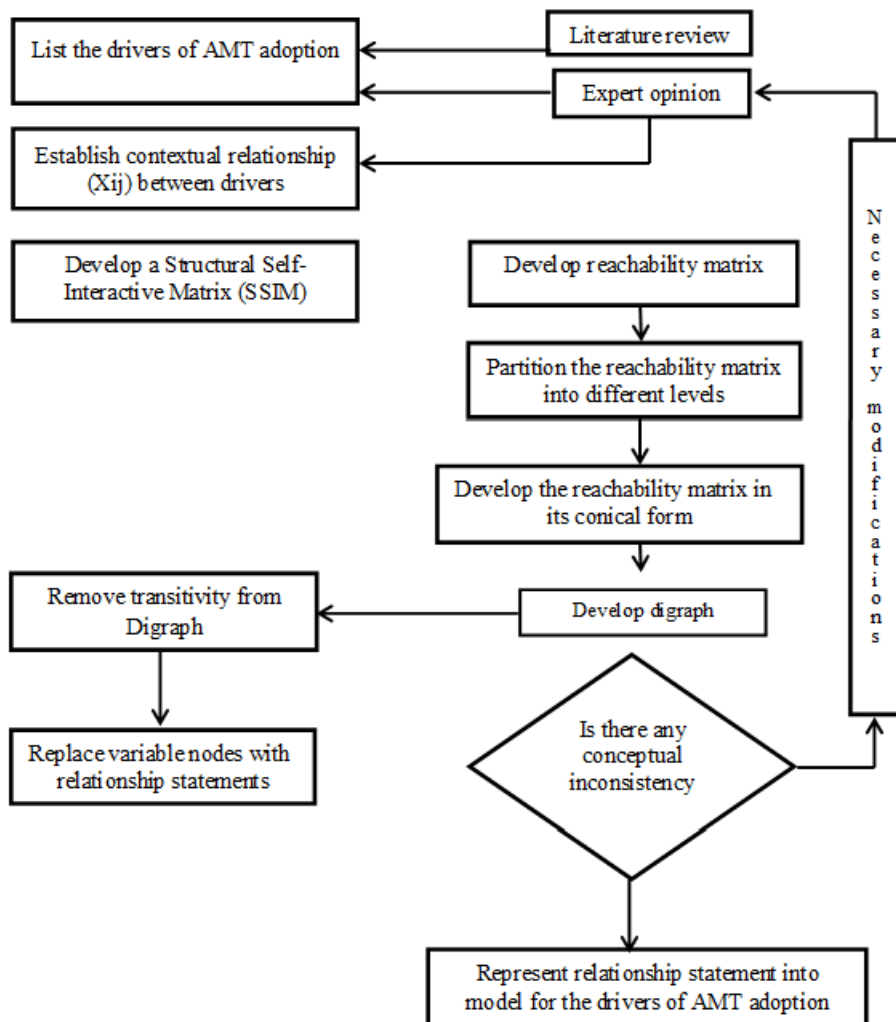 List the drivers of AMT adoption
Literature review
Expert opinion
Establish contextual relationship
(Xij) between drivers
Develop a Structural Self-
Interactive Matrix (SSIM)
Develop reachability matrix
Partition the reachability matrix
into different levels
Develop the reachability matrix in
its conical form
Develop digraph
Remove transitivity from
Digraph
Replace variable nodes with
relationship statements
Is there any
conceptual
inconsistency
Necessary modifications
Represent relationship statement into
model for the drivers of AMT adoption